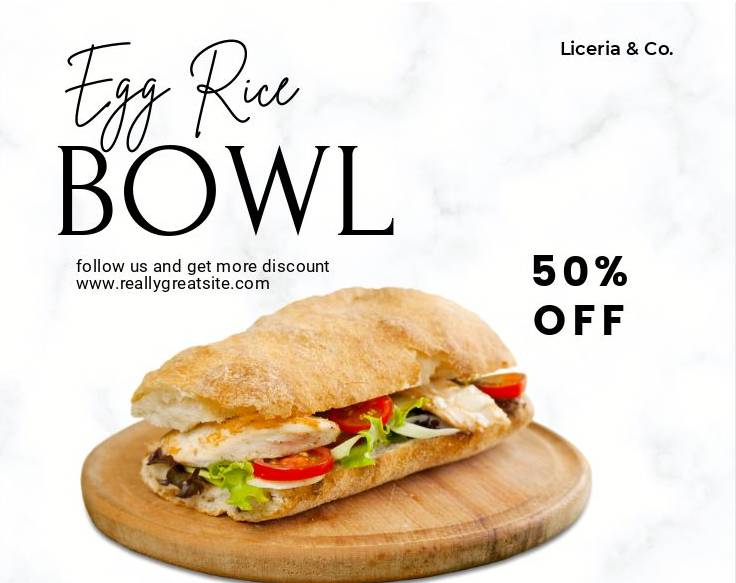 Liceria & Co.
Egg Rice
BOWL
follow us and get more discount
www.reallygreatsite.com
50%
OFF